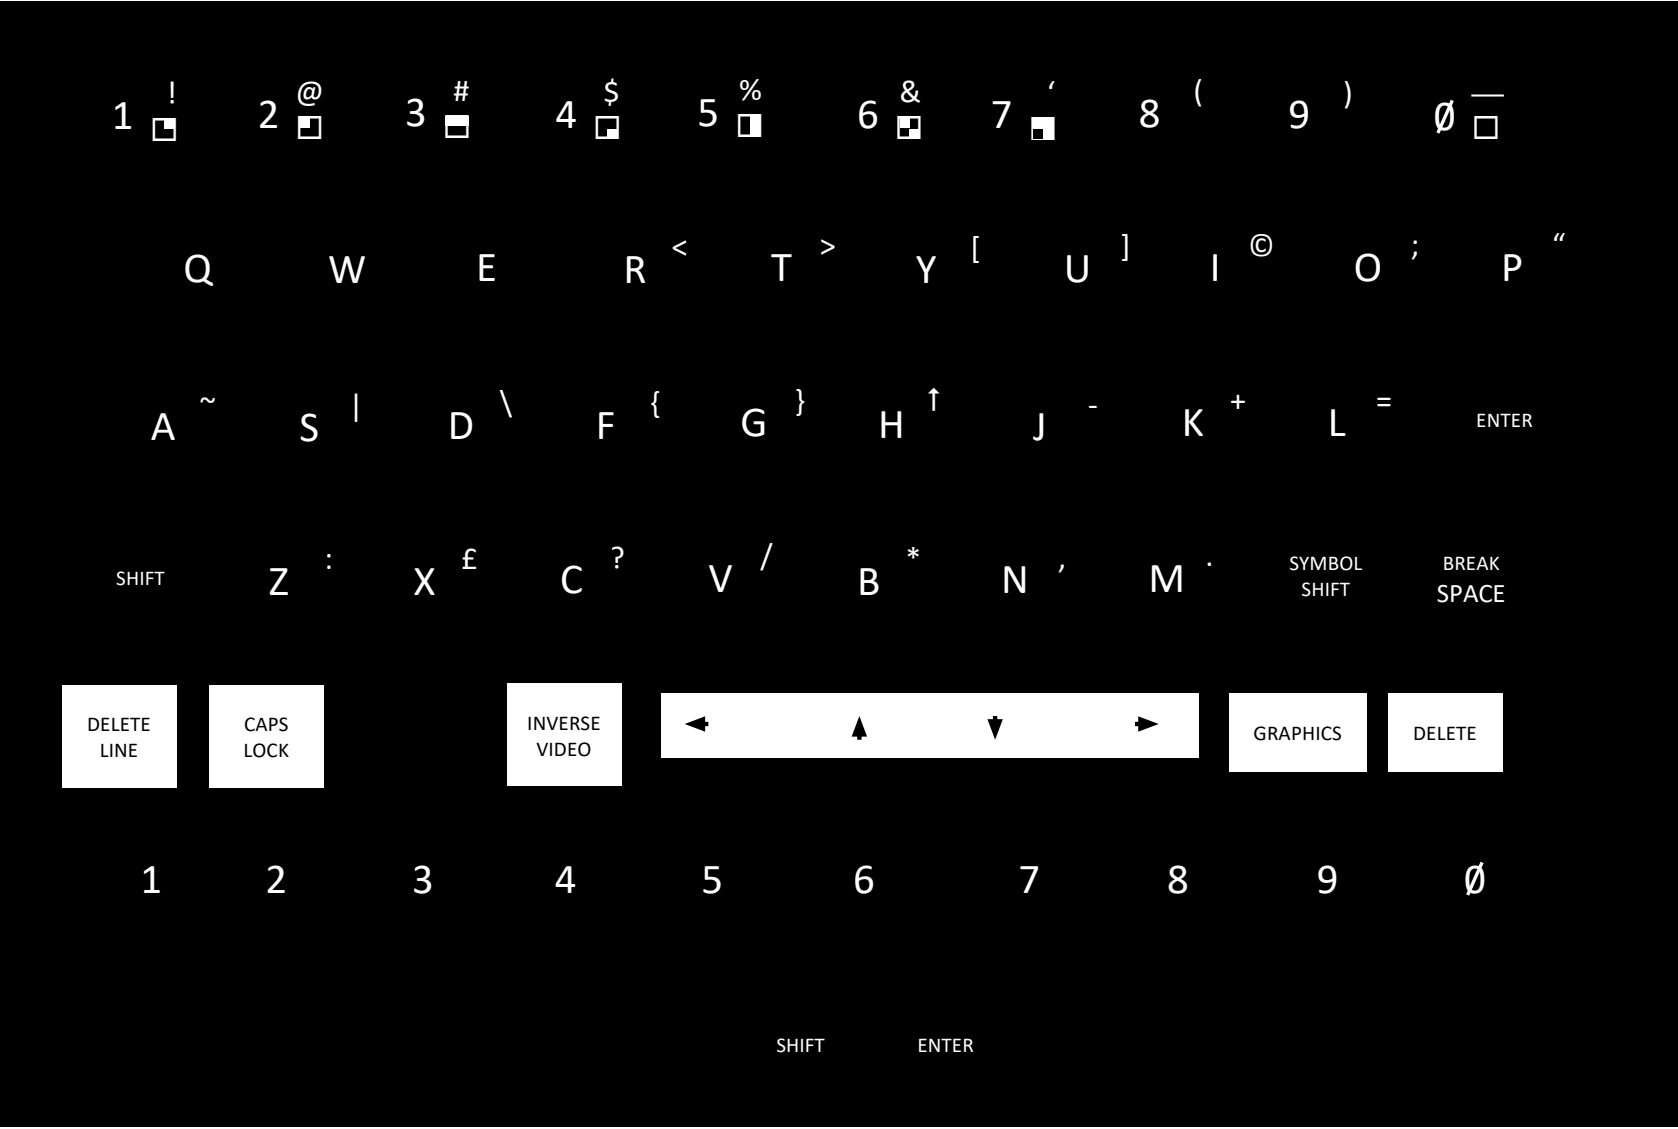 1 ! 2 @ 3 # 4 $ 5 % 6 & 7 ‘ 8 ( 9 ) Ø —
Q W E R < T > Y [ U ] I © O ; P “
A ~ S | D \ F { G } H ↑ J - K + L = ENTER
SHIFT Z : X £ C ? V / B * N , M . SYMBOL SHIFT BREAK SPACE
DELETE LINE CAPS LOCK INVERSE VIDEO GRAPHICS DELETE
1 2 3 4 5 6 7 8 9 Ø
SHIFT ENTER